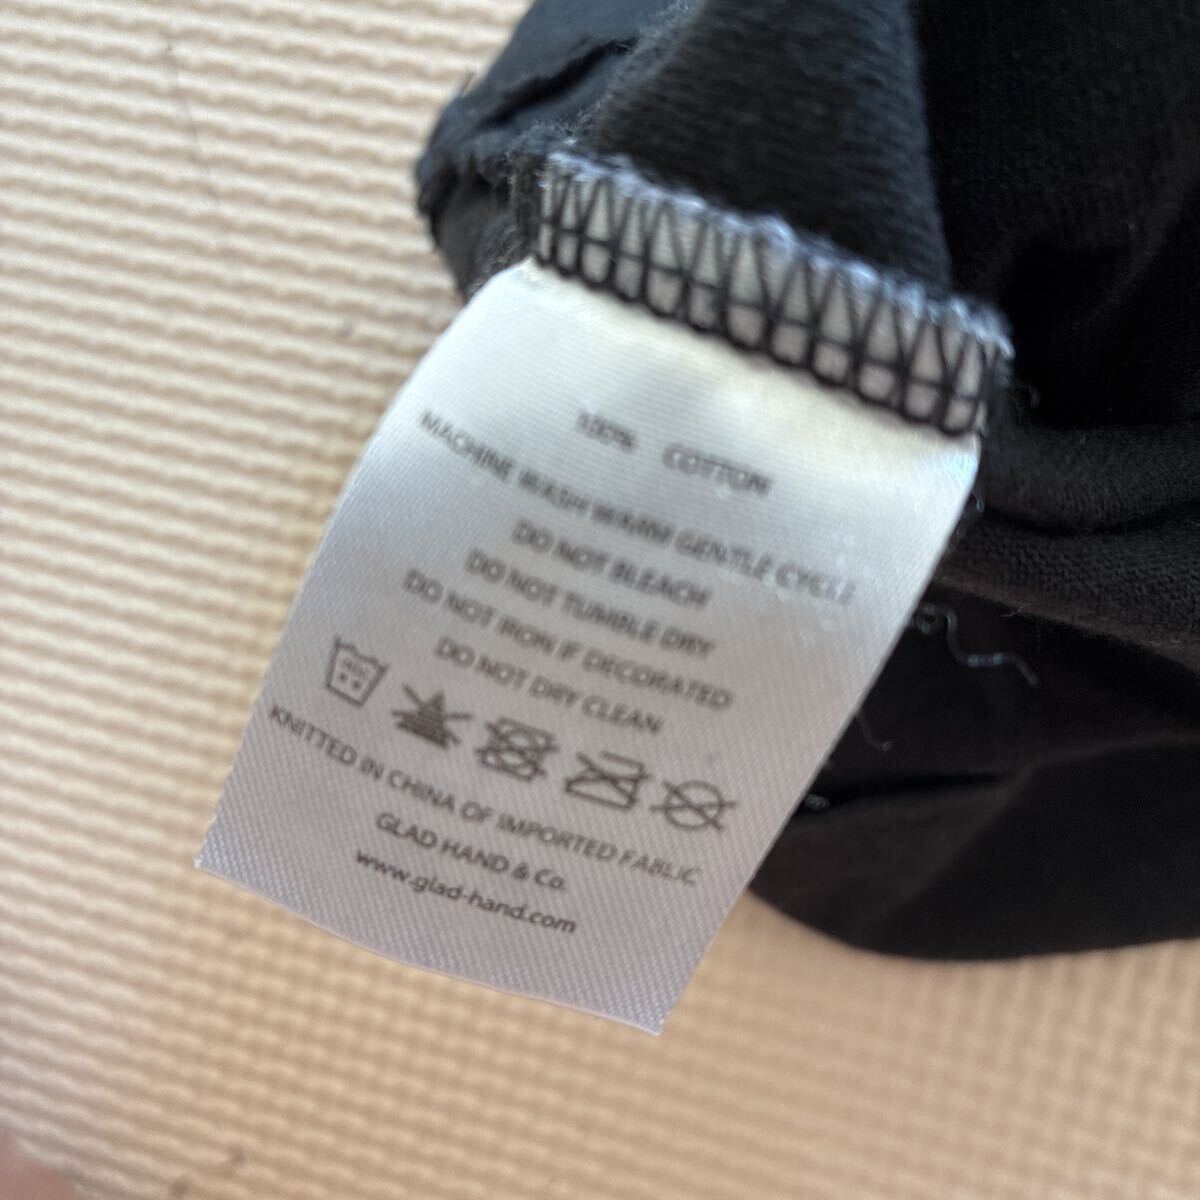 100% COTTON
MACHINE WASH WARM GENTLE CYCLE
DO NOT BLEACH
DO NOT TUMBLE DRY
DO NOT IRON IF DECORATED
DO NOT DRY CLEAN
KNITTED IN CHINA OF IMPORTED FABLIC
GLAD HAND & Co.
www.glad-hand.com